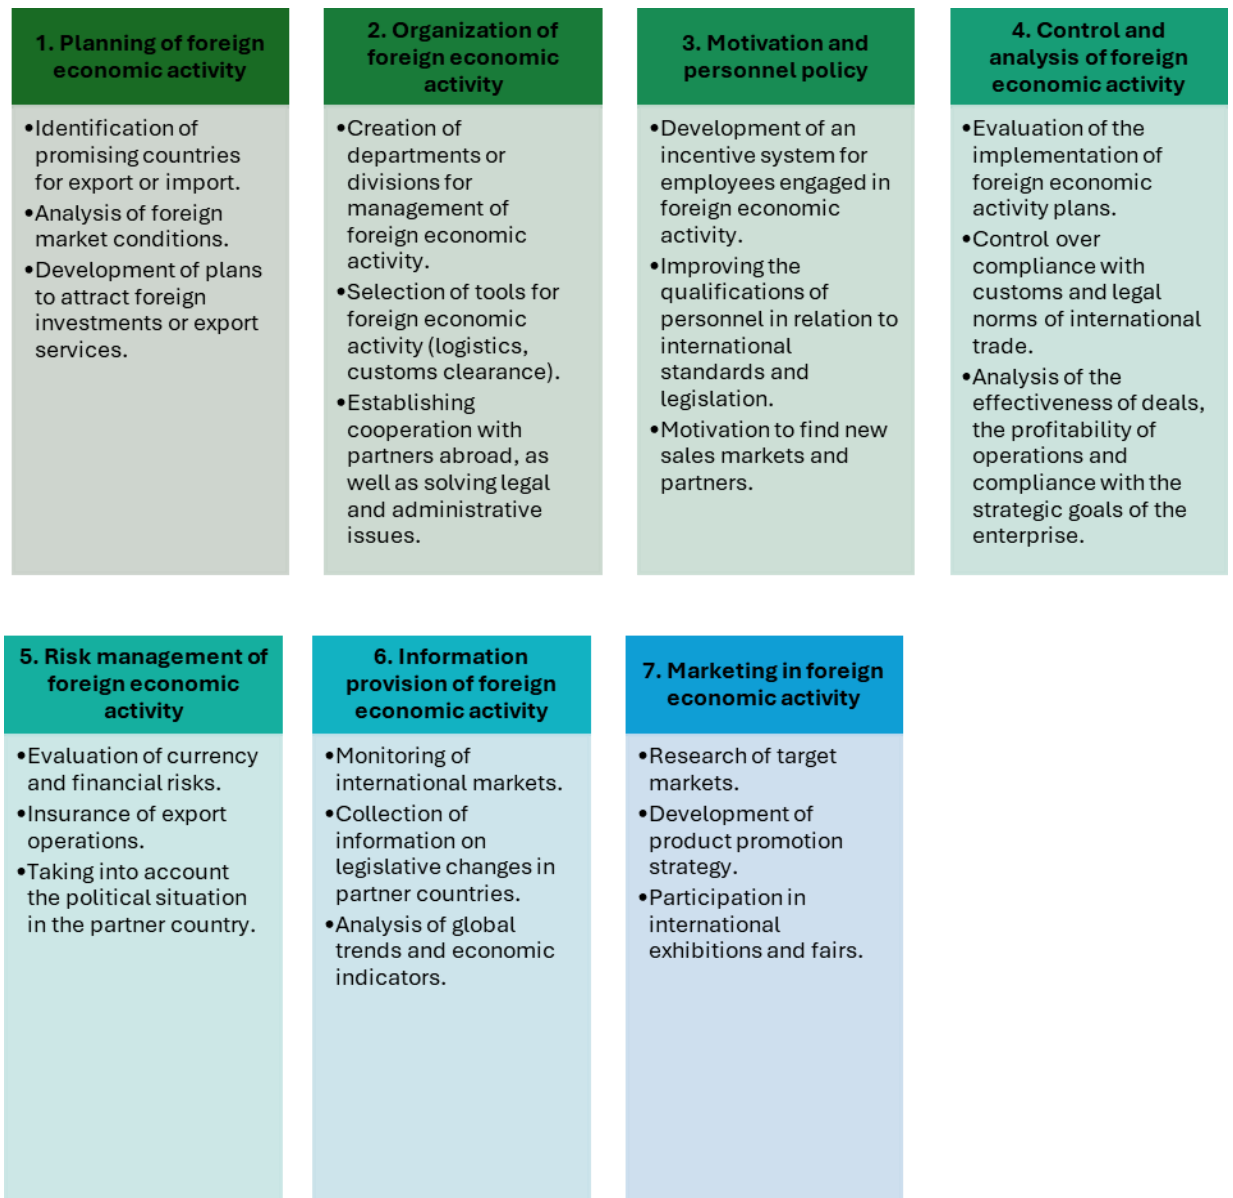 1. Planning of foreign
economic activity
•Identification of
promising countries
for export or import.
•Analysis of foreign
market conditions.
•Development of plans
to attract foreign
investments or export
services.
2. Organization of
foreign economic
activity
•Creation of
departments or
divisions for
management of
foreign economic
activity.
•Selection of tools for
foreign economic
activity (logistics,
customs clearance).
•Establishing
cooperation with
partners abroad, as
well as solving legal
and administrative
issues.
3. Motivation and
personnel policy
•Development of an
incentive system for
employees engaged in
foreign economic
activity.
•Improving the
qualifications of
personnel in relation to
international
standards and
legislation.
•Motivation to find new
sales markets and
partners.
4. Control and
analysis of foreign
economic activity
•Evaluation of the
implementation of
foreign economic
activity plans.
•Control over
compliance with
customs and legal
norms of international
trade.
•Analysis of the
effectiveness of deals,
the profitability of
operations and
compliance with the
strategic goals of the
enterprise.
5. Risk management of
foreign economic
activity
•Evaluation of currency
and financial risks.
•Insurance of export
operations.
•Taking into account
the political situation
in the partner country.
6. Information
provision of foreign
economic activity
•Monitoring of
international markets.
•Collection of
information on
legislative changes in
partner countries.
•Analysis of global
trends and economic
indicators.
7. Marketing in foreign
economic activity
•Research of target
markets.
•Development of
product promotion
strategy.
•Participation in
international
exhibitions and fairs.